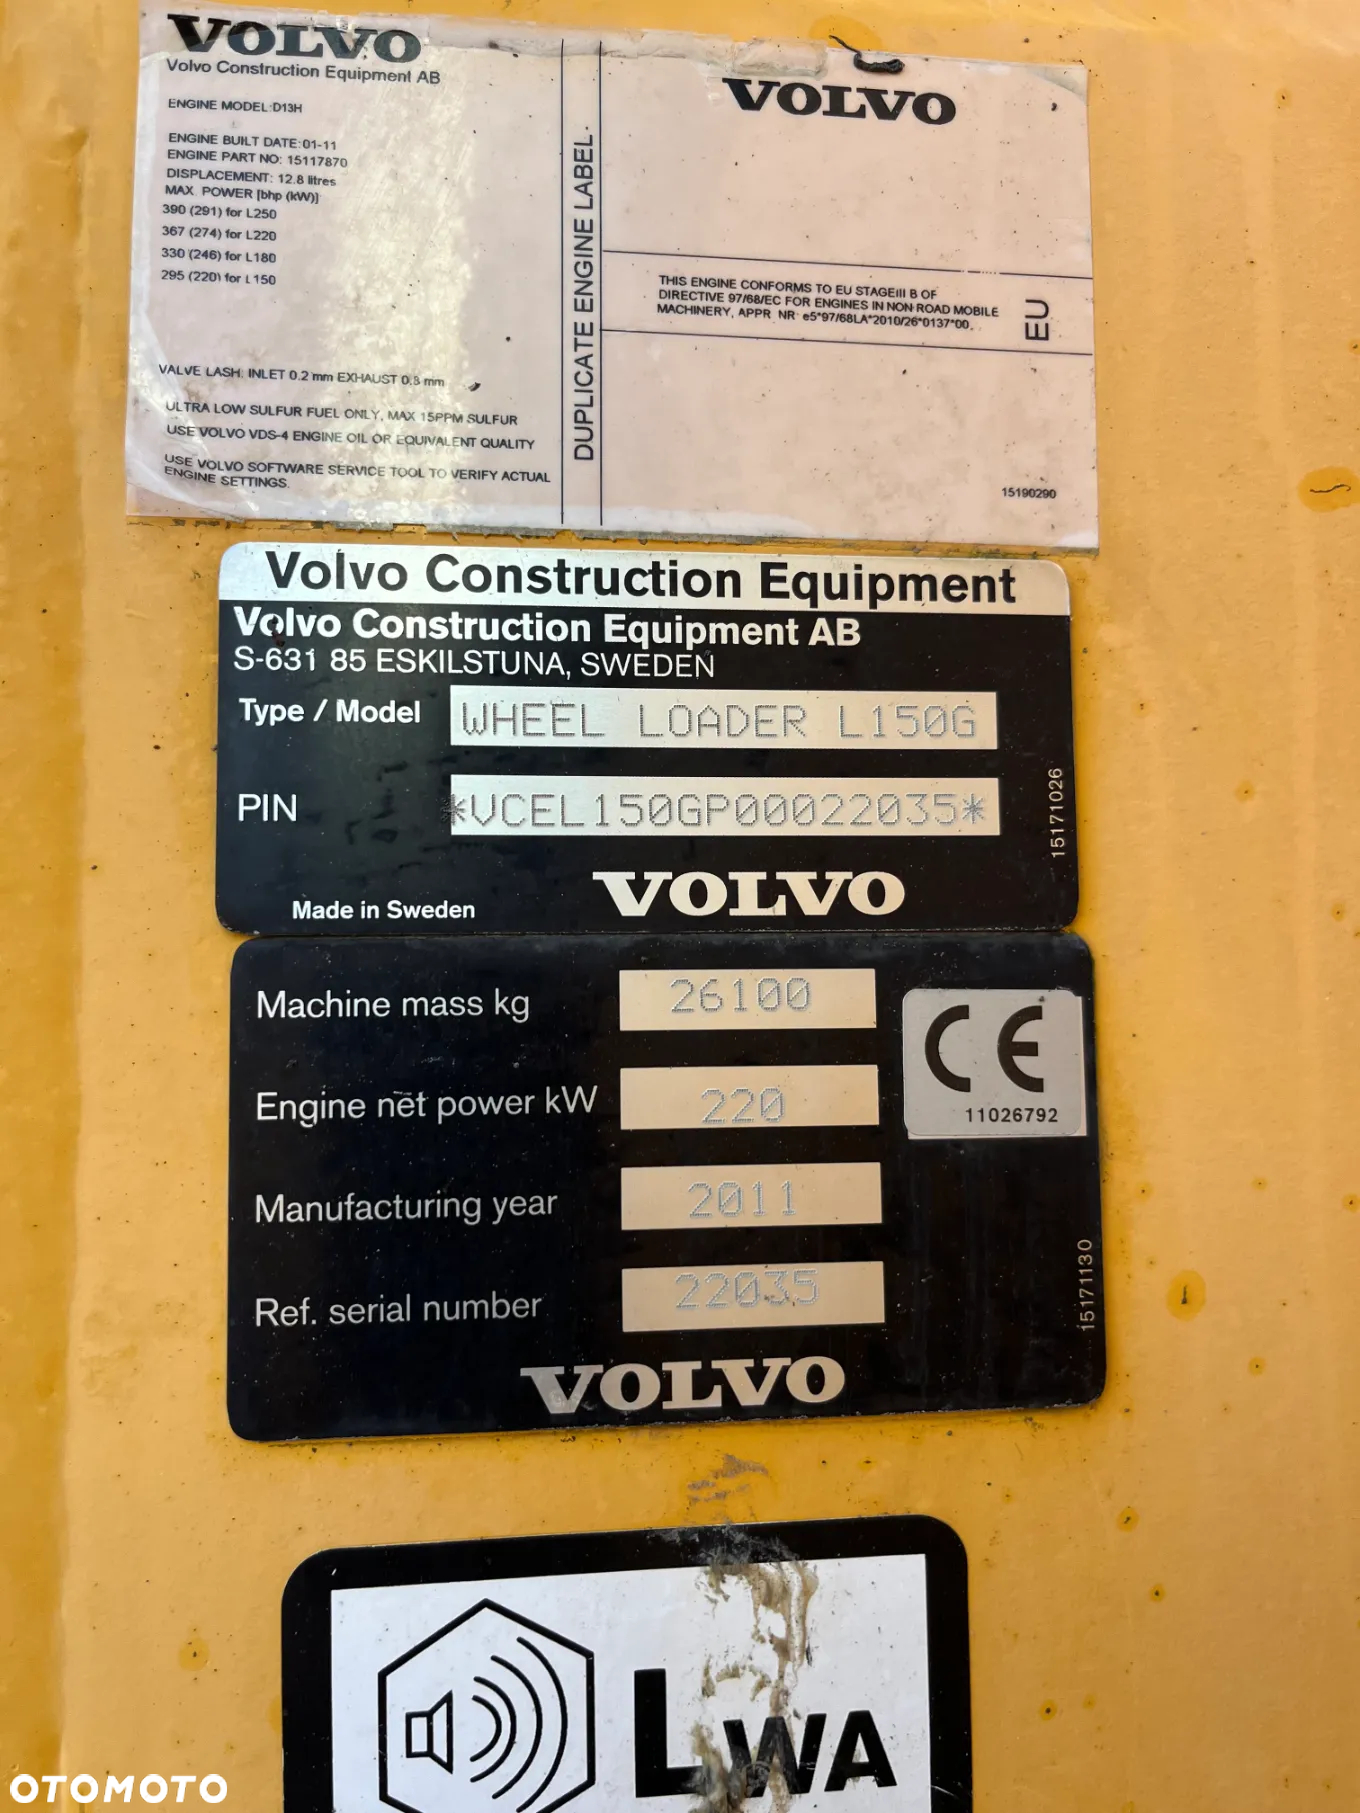 VOLVO
Volvo Construction Equipment AB
ENGINE MODEL:D13H
ENGINE BUILT DATE:01-11
ENGINE PART NO: 15117870
DISPLACEMENT: 12.8 litres
MAX. POWER [bhp (kW)]
390 (291) for L250
367 (274) for L220
330 (246) for L180
295 (220) for L150
VALVE LASH: INLET 0.2 mm EXHAUST 0.8 mm
ULTRA LOW SULFUR FUEL ONLY, MAX 15PPM SULFUR
USE VOLVO VDS-4 ENGINE OIL OR EQUIVALENT QUALITY
USE VOLVO SOFTWARE SERVICE TOOL TO VERIFY ACTUAL
ENGINE SETTINGS.
DUPLICATE ENGINE LABEL.
VOLVO
THIS ENGINE CONFORMS TO EU STAGEIII B OF
DIRECTIVE 97/68/EC FOR ENGINES IN NON ROAD MOBILE
MACHINERY, APPR NR e5*97/68LA*2010/26*0137*00.
EU
15190290
Volvo Construction Equipment
Volvo Construction Equipment AB
S-631 85 ESKILSTUNA, SWEDEN
Type / Model WHEEL LOADER L150G
PIN *VCEL150GP00022035*
15171026
Made in Sweden VOLVO
Machine mass kg 26100
CE
11026792
Engine net power kW 220
Manufacturing year 2011
Ref. serial number 22035
15171130
VOLVO
LWA
OTOMOTO